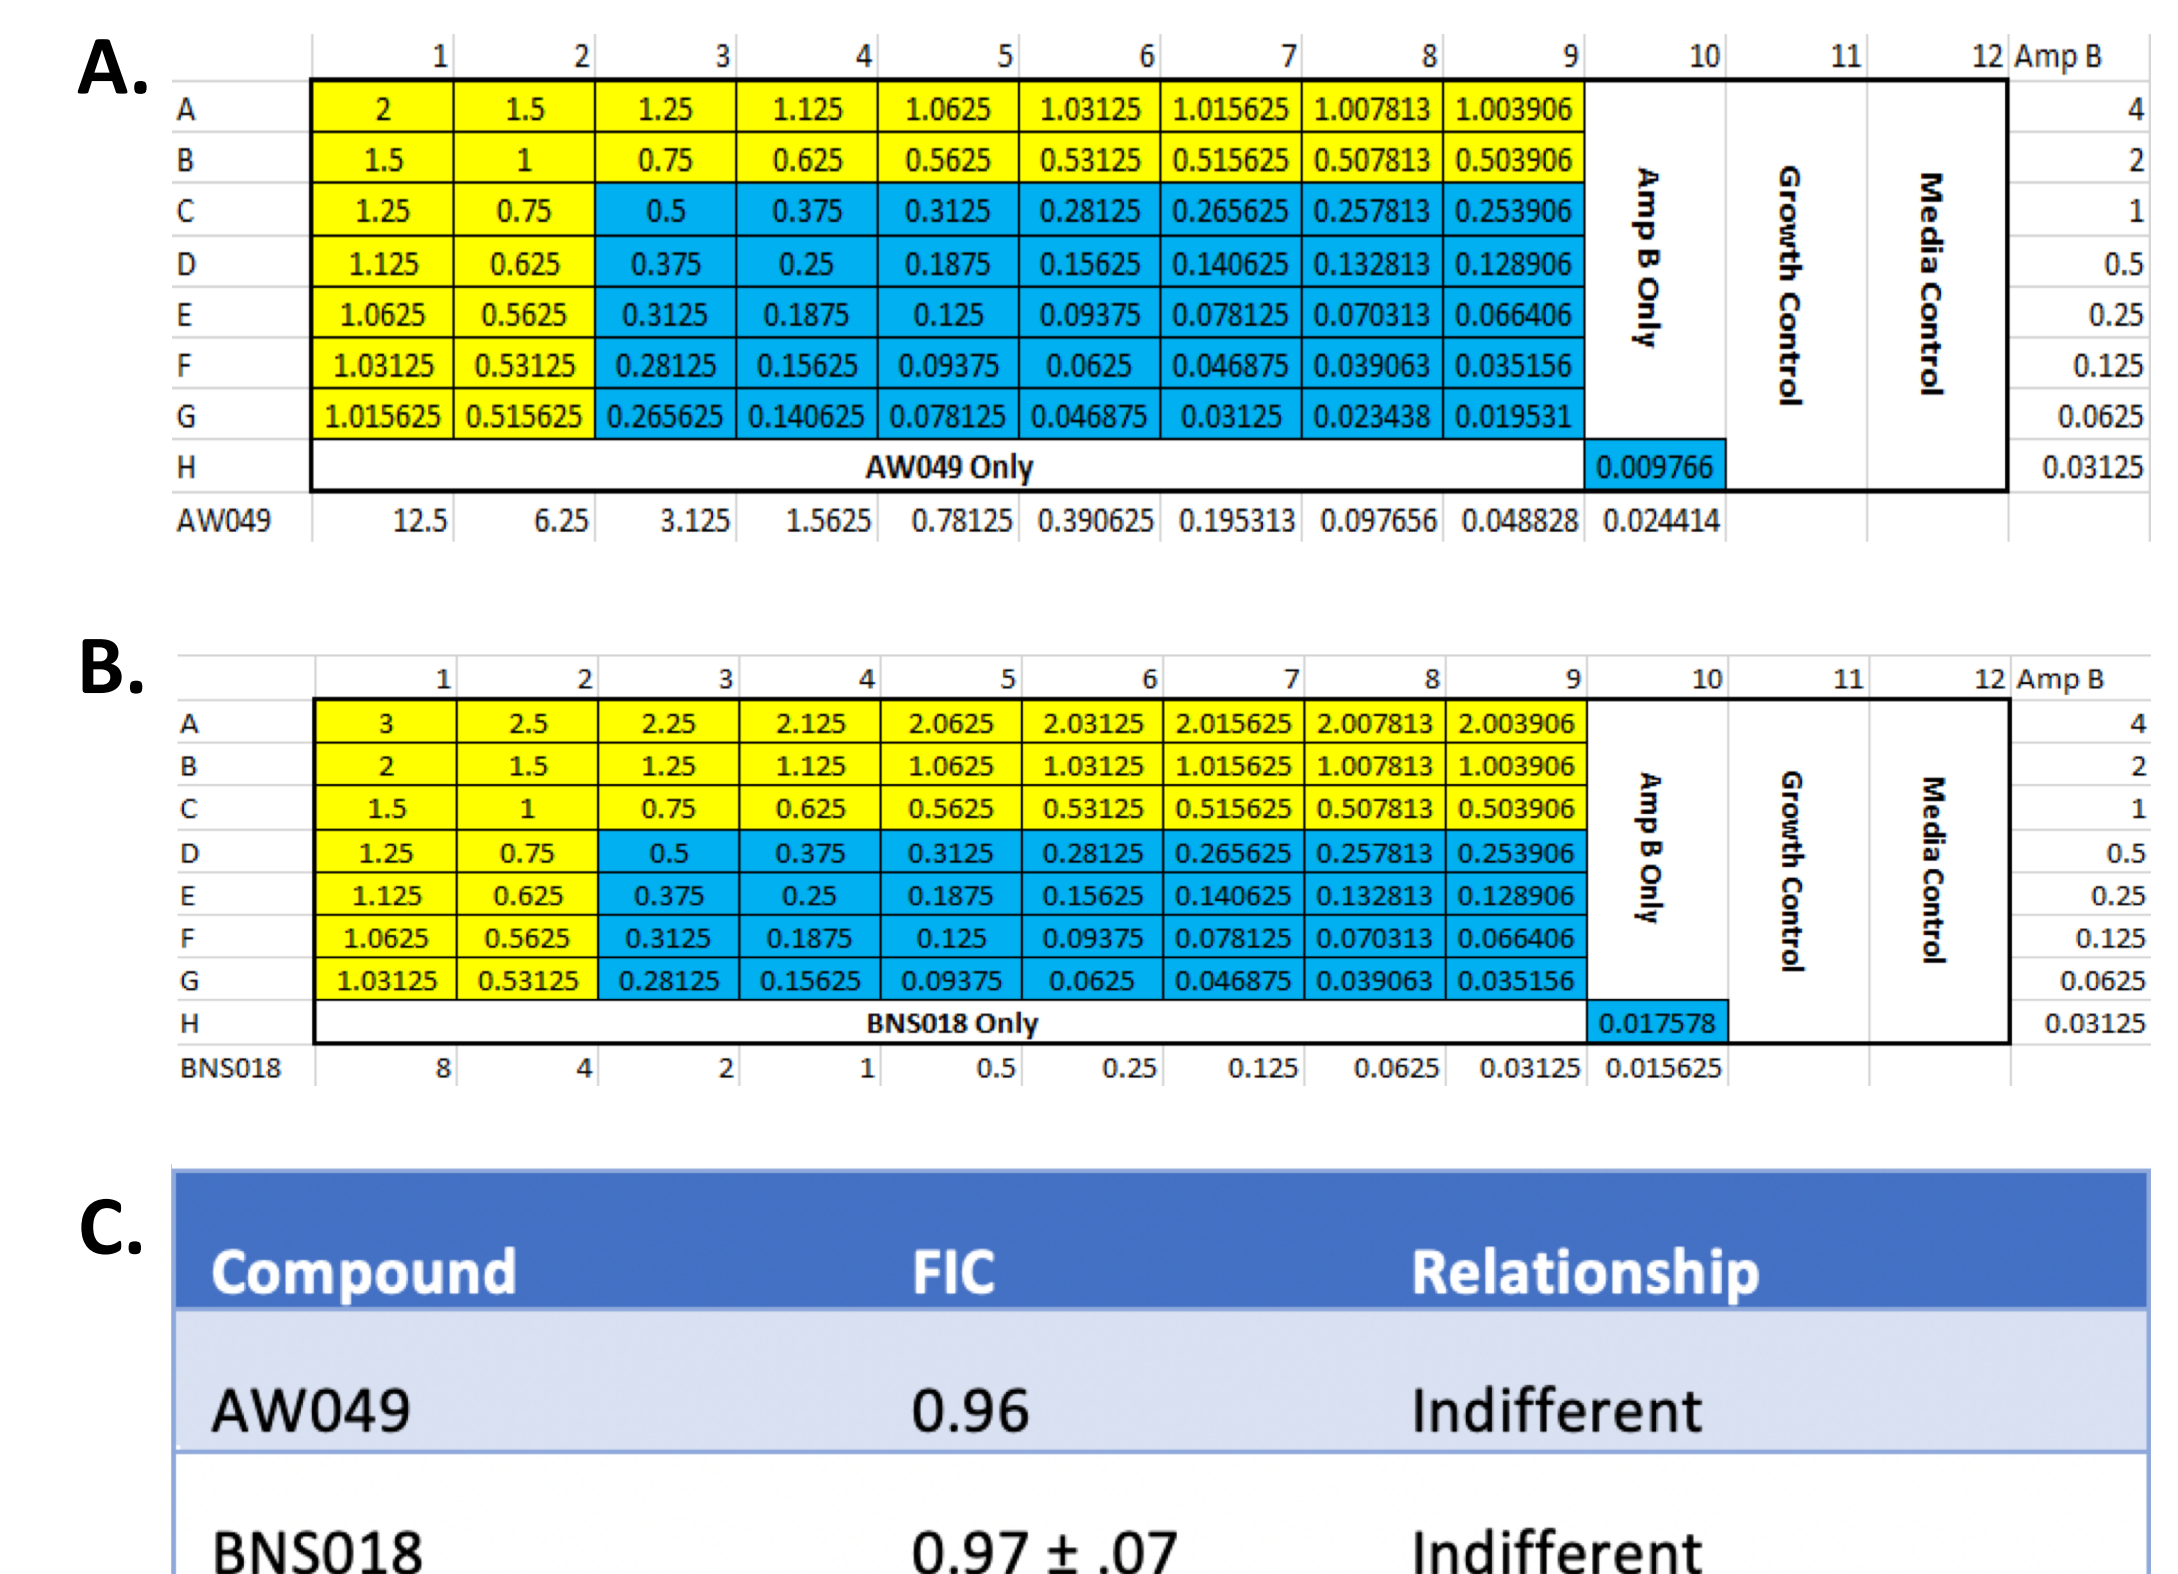 A.
1 2 3 4 5 6 7 8 9 10 11 12 Amp B
A 2 1.5 1.25 1.125 1.0625 1.03125 1.015625 1.007813 1.003906 4
B 1.5 1 0.75 0.625 0.5625 0.53125 0.515625 0.507813 0.503906 2
C 1.25 0.75 0.5 0.375 0.3125 0.28125 0.265625 0.257813 0.253906 1
D 1.125 0.625 0.375 0.25 0.1875 0.15625 0.140625 0.132813 0.128906 0.5
E 1.0625 0.5625 0.3125 0.1875 0.125 0.09375 0.078125 0.070313 0.066406 0.25
F 1.03125 0.53125 0.28125 0.15625 0.09375 0.0625 0.046875 0.039063 0.035156 0.125
G 1.015625 0.515625 0.265625 0.140625 0.078125 0.046875 0.03125 0.023438 0.019531 0.0625
Amp B Only
Growth Control
Media Control
H AW049 Only 0.009766 0.03125
AW049 12.5 6.25 3.125 1.5625 0.78125 0.390625 0.195313 0.097656 0.048828 0.024414
B.
1 2 3 4 5 6 7 8 9 10 11 12 Amp B
A 3 2.5 2.25 2.125 2.0625 2.03125 2.015625 2.007813 2.003906 4
B 2 1.5 1.25 1.125 1.0625 1.03125 1.015625 1.007813 1.003906 2
C 1.5 1 0.75 0.625 0.5625 0.53125 0.515625 0.507813 0.503906 1
D 1.25 0.75 0.5 0.375 0.3125 0.28125 0.265625 0.257813 0.253906 0.5
E 1.125 0.625 0.375 0.25 0.1875 0.15625 0.140625 0.132813 0.128906 0.25
F 1.0625 0.5625 0.3125 0.1875 0.125 0.09375 0.078125 0.070313 0.066406 0.125
G 1.03125 0.53125 0.28125 0.15625 0.09375 0.0625 0.046875 0.039063 0.035156 0.0625
Amp B Only
Growth Control
Media Control
H BNS018 Only 0.017578 0.03125
BNS018 8 4 2 1 0.5 0.25 0.125 0.0625 0.03125 0.015625
C.
Compound FIC Relationship
AW049 0.96 Indifferent
BNS018 0.97 ± .07 Indifferent